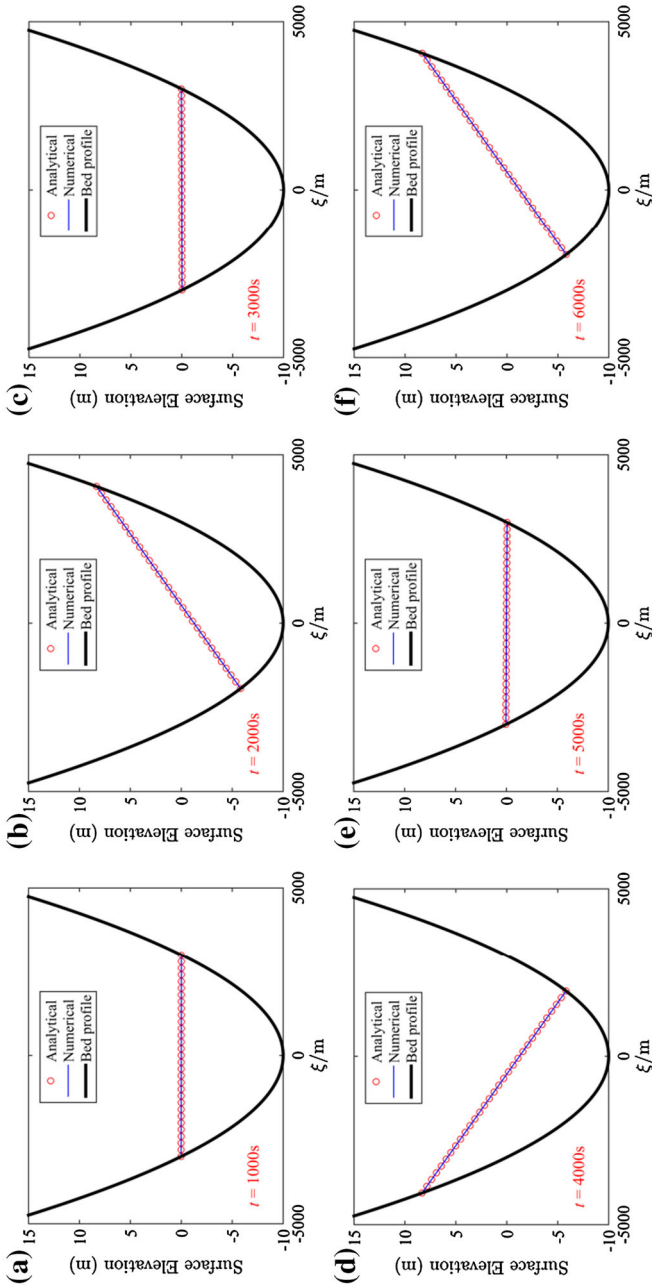 (a)
15
10
5
0
-5
-10
Surface Elevation (m)
Analytical
Numerical
Bed profile
t = 1000s
-5000
0
5000
ξ/m
(b)
15
10
5
0
-5
-10
Surface Elevation (m)
Analytical
Numerical
Bed profile
t = 2000s
-5000
0
5000
ξ/m
(c)
15
10
5
0
-5
-10
Surface Elevation (m)
Analytical
Numerical
Bed profile
t = 3000s
-5000
0
5000
ξ/m
(d)
15
10
5
0
-5
-10
Surface Elevation (m)
Analytical
Numerical
Bed profile
t = 4000s
-5000
0
5000
ξ/m
(e)
15
10
5
0
-5
-10
Surface Elevation (m)
Analytical
Numerical
Bed profile
t = 5000s
-5000
0
5000
ξ/m
(f)
15
10
5
0
-5
-10
Surface Elevation (m)
Analytical
Numerical
Bed profile
t = 6000s
-5000
0
5000
ξ/m